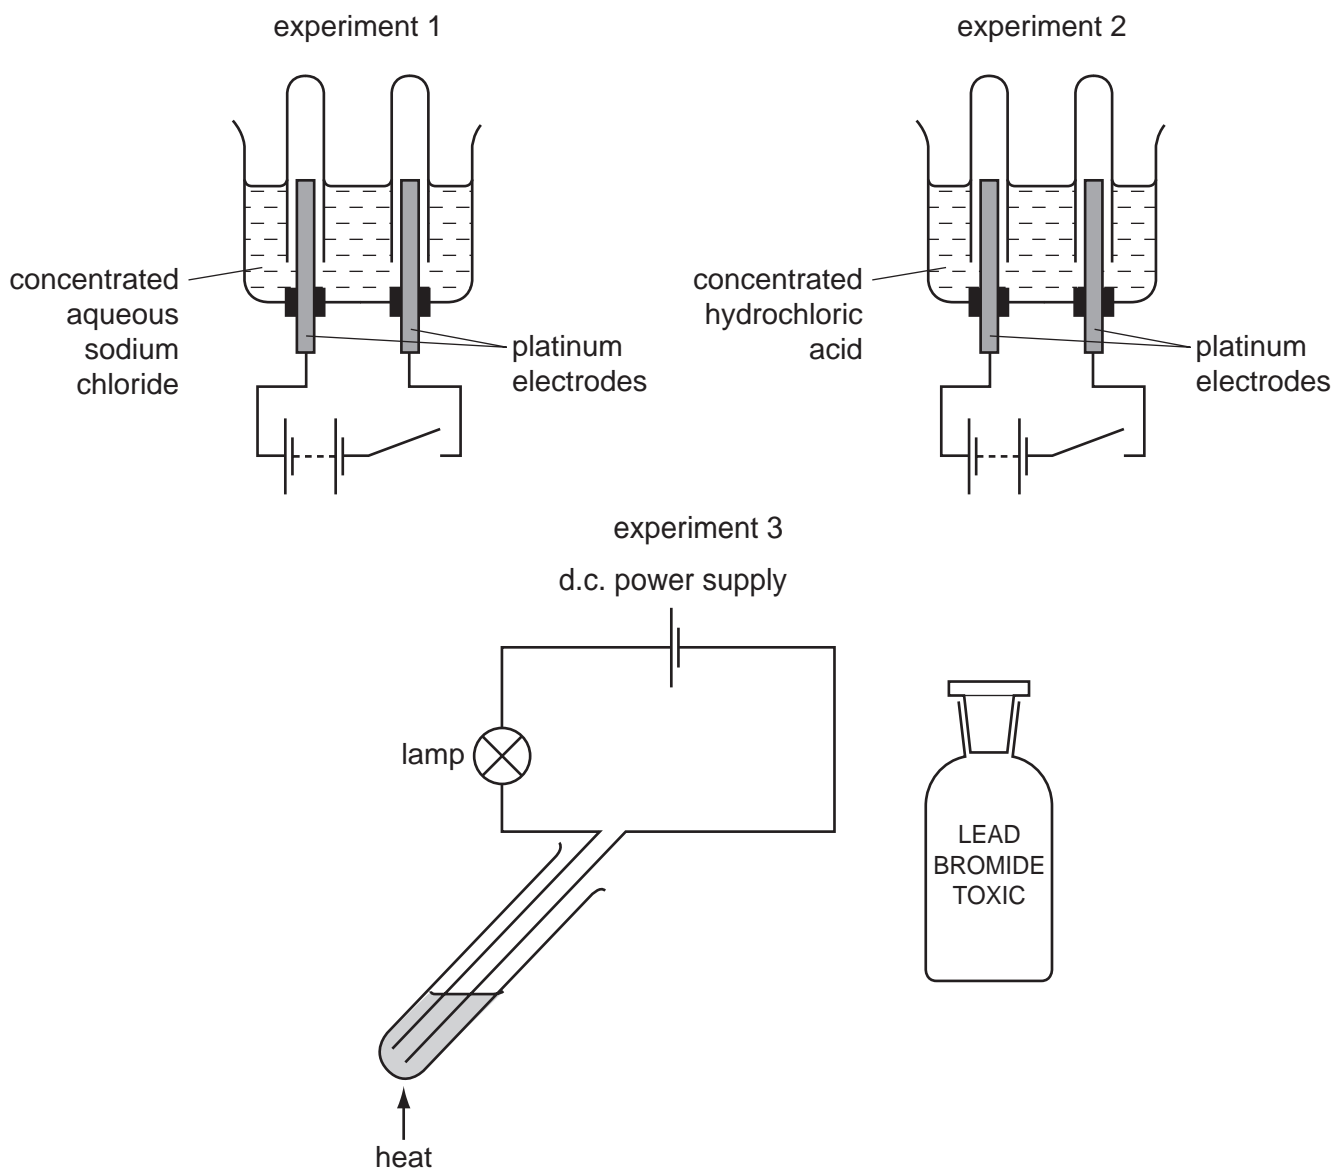 experiment 1
concentrated
aqueous
sodium
chloride
platinum
electrodes
experiment 2
concentrated
hydrochloric
acid
platinum
electrodes
experiment 3
d.c. power supply
lamp
heat
LEAD
BROMIDE
TOXIC